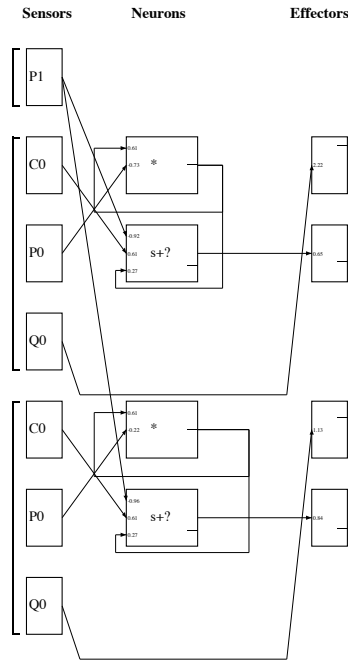 Sensors Neurons Effectors
P1
C0 0.61 * -0.73 2.22
P0 -0.92 0.61 s+? 0.27 0.65
Q0
C0 0.61 * -0.22 1.13
P0 -0.96 0.61 s+? 0.27 0.84
Q0